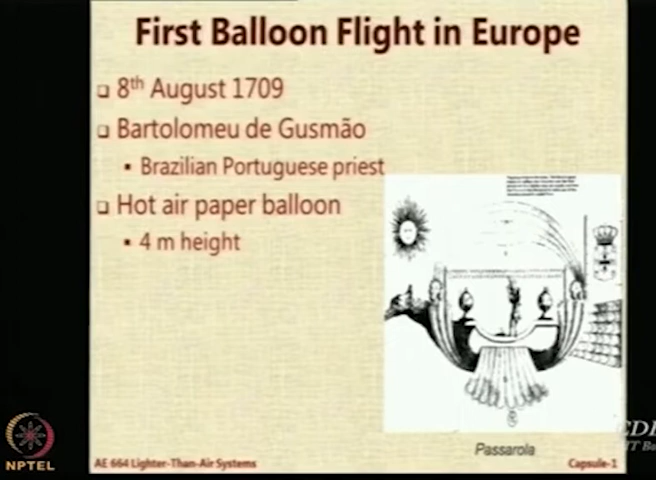 First Balloon Flight in Europe
❑ 8th August 1709
❑ Bartolomeu de Gusmão
▪ Brazilian Portuguese priest
❑ Hot air paper balloon
▪ 4 m height
Passarola
NPTEL
AE 664 Lighter-Than-Air Systems
Capsule-1